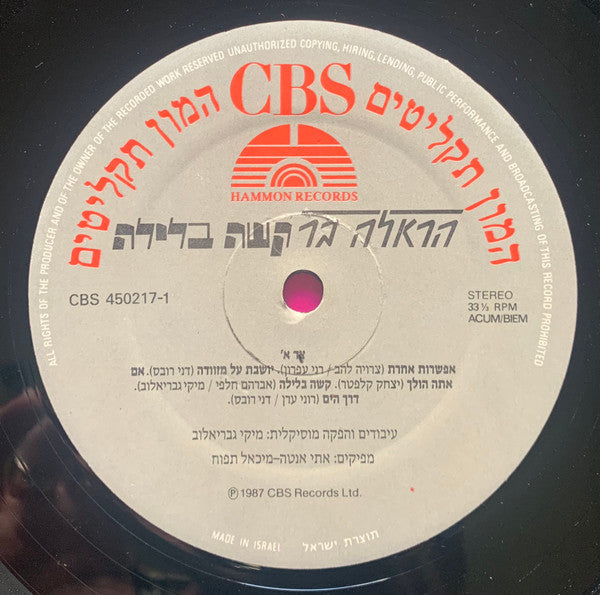 ALL RIGHTS OF THE PRODUCER AND OF THE OWNER OF THE RECORDED WORK RESERVED UNAUTHORIZED COPYING, HIRING, LENDING, PUBLIC PERFORMANCE AND BROADCASTING OF THIS RECORD PROHIBITED
המון תקליטים
CBS
המון תקליטים
HAMMON RECORDS
הראלה בר קשה בלילה
CBS 450217-1
STEREO
33⅓ RPM
ACUM/BIEM
צד א'
אפשרות אחרת (צרויה להב / רני עפרון). יושבת על מזוודה (דני רובס). אם
אתה הולך (יצחק קלפטר). קשה בלילה (אברהם חלפי / מיקי גבריאלוב).
דרך הים (רוני ערן / דני רובס).
עיבודים והפקה מוסיקלית: מיקי גבריאלוב
מפיקים: אתי אנטה–מיכאל תפוח
Ⓟ 1987 CBS Records Ltd.
MADE IN ISRAEL תוצרת ישראל